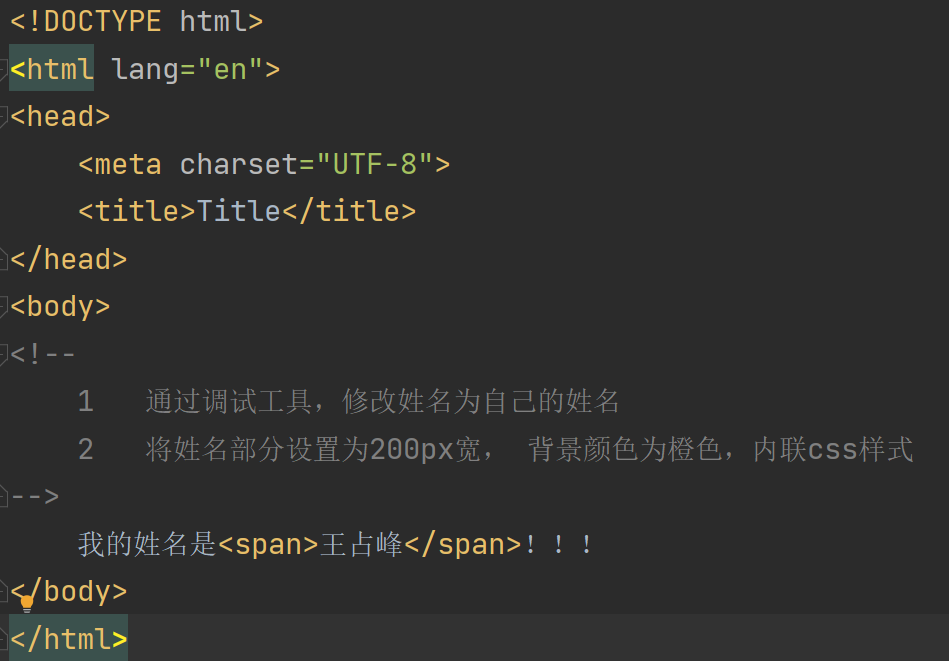 <!DOCTYPE html>
<html lang="en">
<head>
    <meta charset="UTF-8">
    <title>Title</title>
</head>
<body>
<!--
    1   通过调试工具，修改姓名为自己的姓名
    2   将姓名部分设置为200px宽， 背景颜色为橙色，内联css样式
-->
    我的姓名是<span>王占峰</span>！！！
</body>
</html>